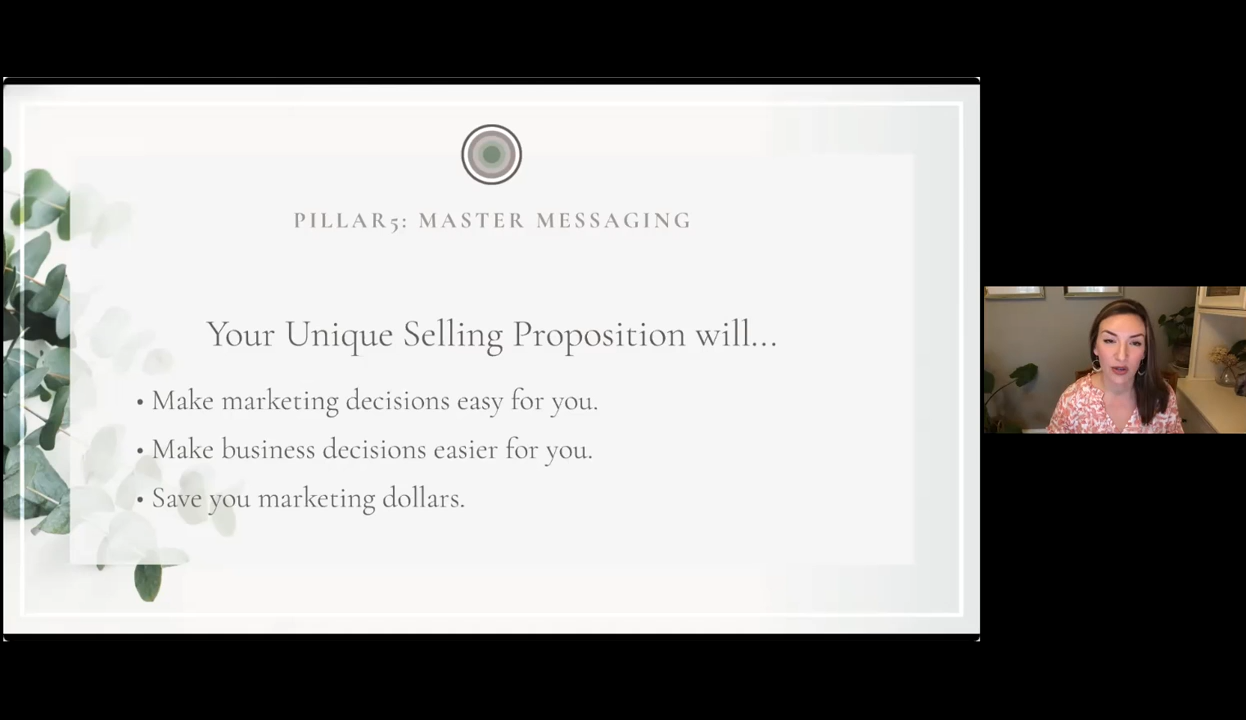 PILLAR5: MASTER MESSAGING
Your Unique Selling Proposition will...
• Make marketing decisions easy for you.
• Make business decisions easier for you.
• Save you marketing dollars.